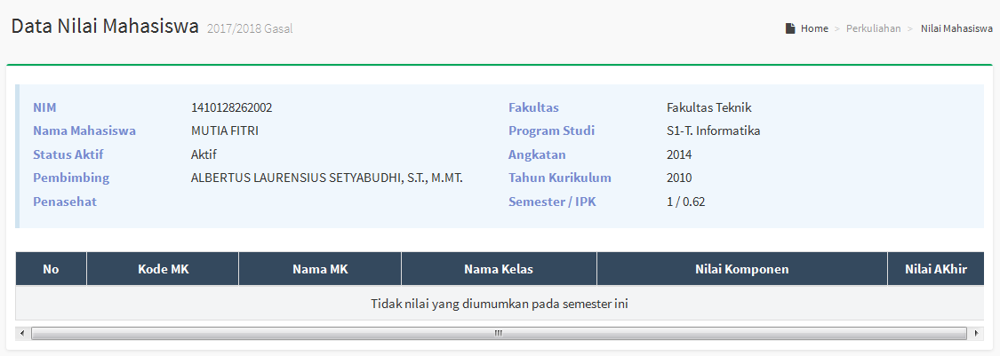 Data Nilai Mahasiswa 2017/2018 Gasal
Home > Perkuliahan > Nilai Mahasiswa
NIM 1410128262002 Fakultas Fakultas Teknik
Nama Mahasiswa MUTIA FITRI Program Studi S1-T. Informatika
Status Aktif Aktif Angkatan 2014
Pembimbing ALBERTUS LAURENSIUS SETYABUDHI, S.T., M.MT. Tahun Kurikulum 2010
Penasehat Semester / IPK 1 / 0.62
No Kode MK Nama MK Nama Kelas Nilai Komponen Nilai AKhir
Tidak nilai yang diumumkan pada semester ini